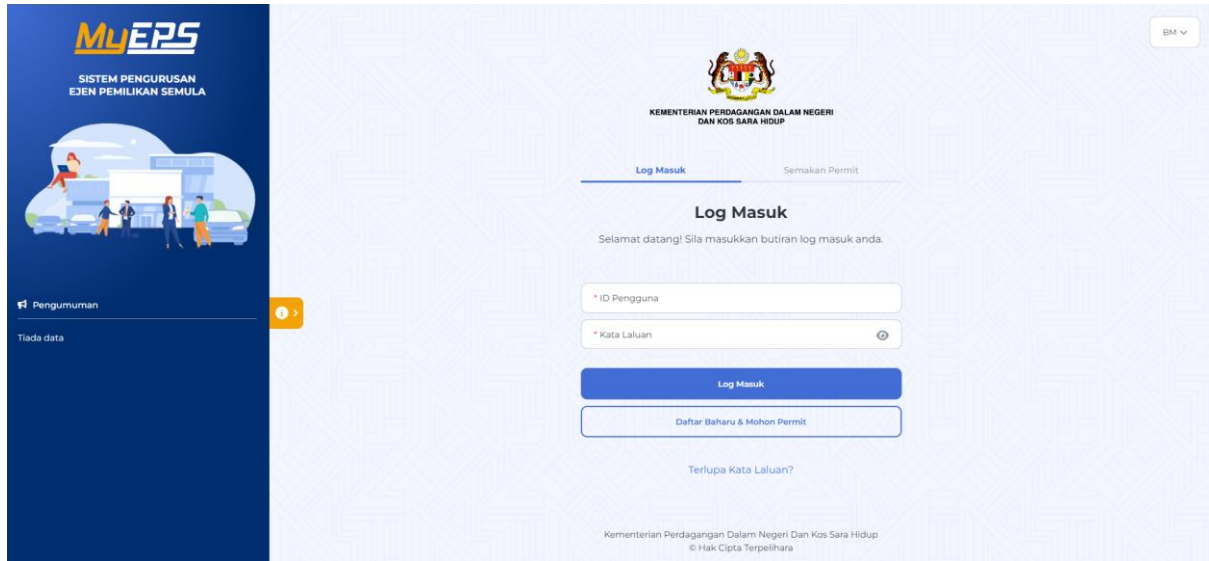 MyEPS
SISTEM PENGURUSAN
EJEN PEMILIKAN SEMULA
Pengumuman
Tiada data
BM
KEMENTERIAN PERDAGANGAN DALAM NEGERI
DAN KOS SARA HIDUP
Log Masuk
Semakan Permit
Log Masuk
Selamat datang! Sila masukkan butiran log masuk anda.
* ID Pengguna
* Kata Laluan
Log Masuk
Daftar Baharu & Mohon Permit
Terlupa Kata Laluan?
Kementerian Perdagangan Dalam Negeri Dan Kos Sara Hidup
© Hak Cipta Terpelihara